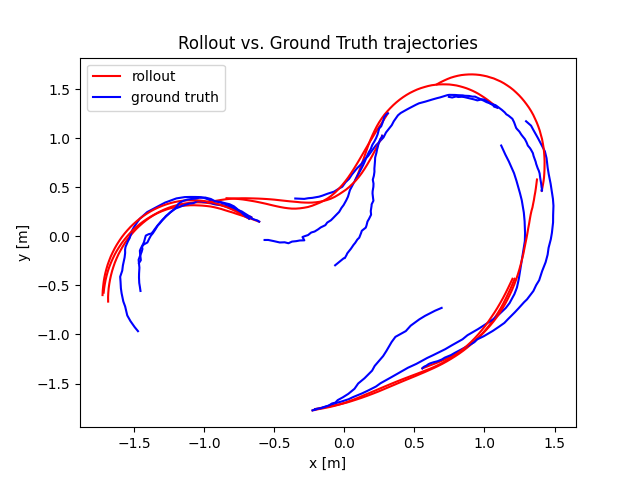 Rollout vs. Ground Truth trajectories
rollout
ground truth
1.5
1.0
0.5
0.0
−0.5
−1.0
−1.5
y [m]
−1.5 −1.0 −0.5 0.0 0.5 1.0 1.5
x [m]